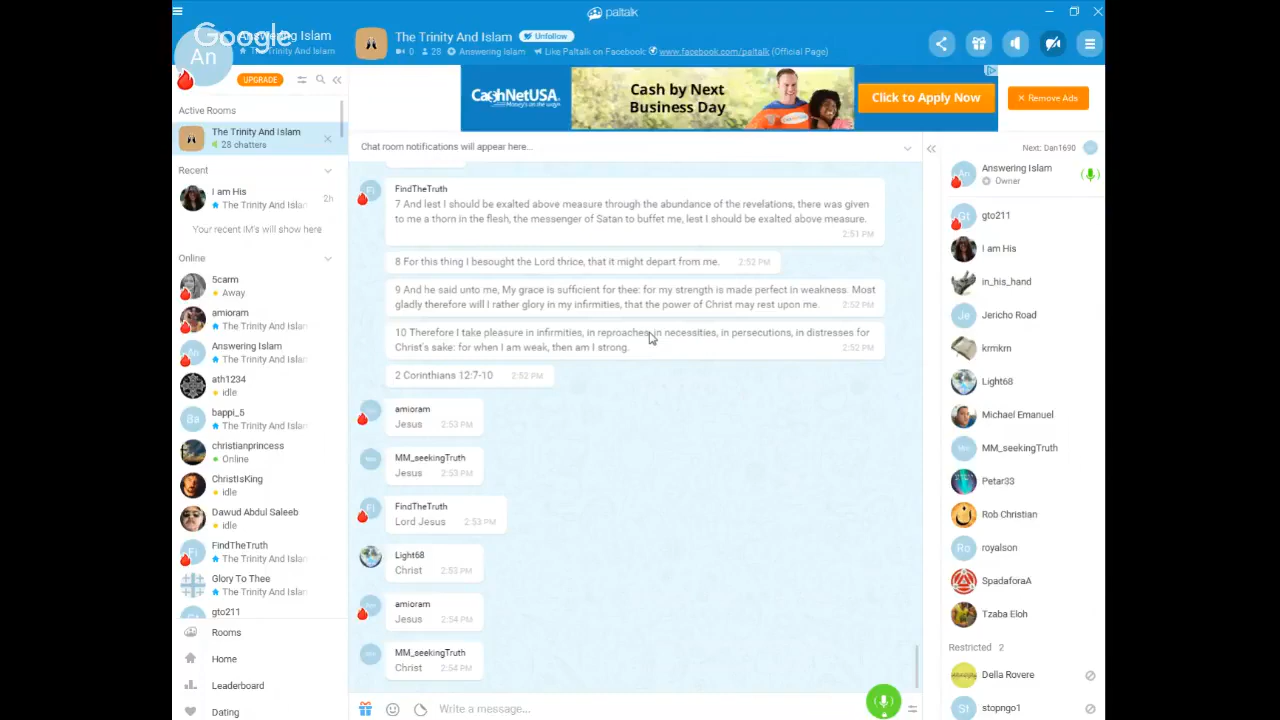 paltalk
Google
An
Answering Islam
The Trinity And Islam
The Trinity And Islam
Unfollow
0 28 Answering Islam Like Paltalk on Facebook: www.facebook.com/paltalk (Official Page)
UPGRADE
Active Rooms
The Trinity And Islam
28 chatters
Recent
I am His
The Trinity And Islam
2h
Your recent IM's will show here
Online
5carm
Away
amioram
The Trinity And Islam
An
Answering Islam
The Trinity And Islam
ath1234
idle
Ba
bappi_5
The Trinity And Islam
christianprincess
Online
ChristIsKing
idle
Dawud Abdul Saleeb
idle
Fi
FindTheTruth
The Trinity And Islam
Glory To Thee
The Trinity And Islam
Gt
gto211
Rooms
Home
Leaderboard
Dating
CASHNETUSA
Cash by Next
Business Day
Click to Apply Now
× Remove Ads
Chat room notifications will appear here...
Fi
FindTheTruth
7 And lest I should be exalted above measure through the abundance of the revelations, there was given
to me a thorn in the flesh, the messenger of Satan to buffet me, lest I should be exalted above measure.
2:51 PM
8 For this thing I besought the Lord thrice, that it might depart from me. 2:52 PM
9 And he said unto me, My grace is sufficient for thee: for my strength is made perfect in weakness. Most
gladly therefore will I rather glory in my infirmities, that the power of Christ may rest upon me. 2:52 PM
10 Therefore I take pleasure in infirmities, in reproaches, in necessities, in persecutions, in distresses for
Christ's sake: for when I am weak, then am I strong. 2:52 PM
2 Corinthians 12:7-10 2:52 PM
amioram
Jesus 2:53 PM
MM_seekingTruth
Jesus 2:53 PM
Fi
FindTheTruth
Lord Jesus 2:53 PM
Light68
Christ 2:53 PM
amioram
Jesus 2:54 PM
MM_seekingTruth
Christ 2:54 PM
Write a message...
Next: Dan1690
An
Answering Islam
Owner
Gt
gto211
I am His
in_his_hand
Je
Jericho Road
krmkrn
Light68
Michael Emanuel
MM_seekingTruth
Petar33
Rob Christian
Ro
royalson
SpadaforaA
Tzaba Eloh
Restricted 2
Della Rovere
St
stopngo1